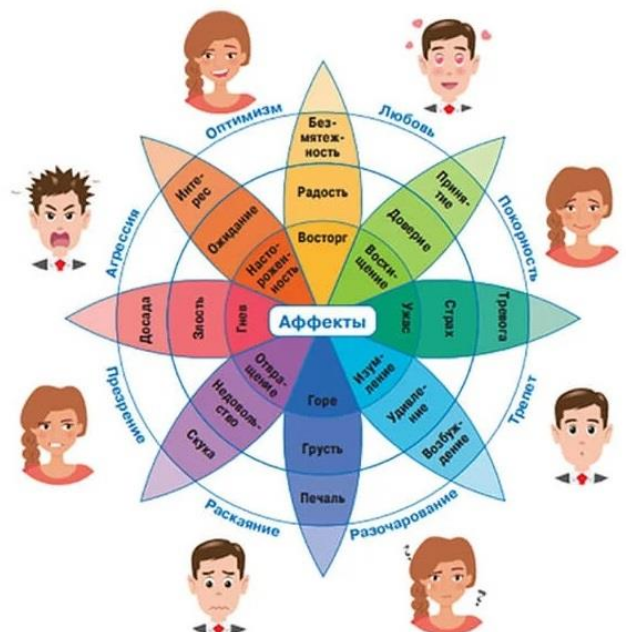 Оптимизм
Любовь
Без-
мятеж-
ность
Инте-
рес
Приня-
тие
Радость
Ожидание
Доверие
Агрессия
Покорность
Восторг
Насто-
рожен-
ность
Восхи-
щение
Досада
Злость
Гнев
Аффекты
Ужас
Страх
Тревога
Отвра-
щение
Изум-
ление
Презрение
Недоволь-
ство
Горе
Удивле-
ние
Трепет
Скука
Грусть
Возбуж-
дение
Печаль
Раскаяние
Разочарование